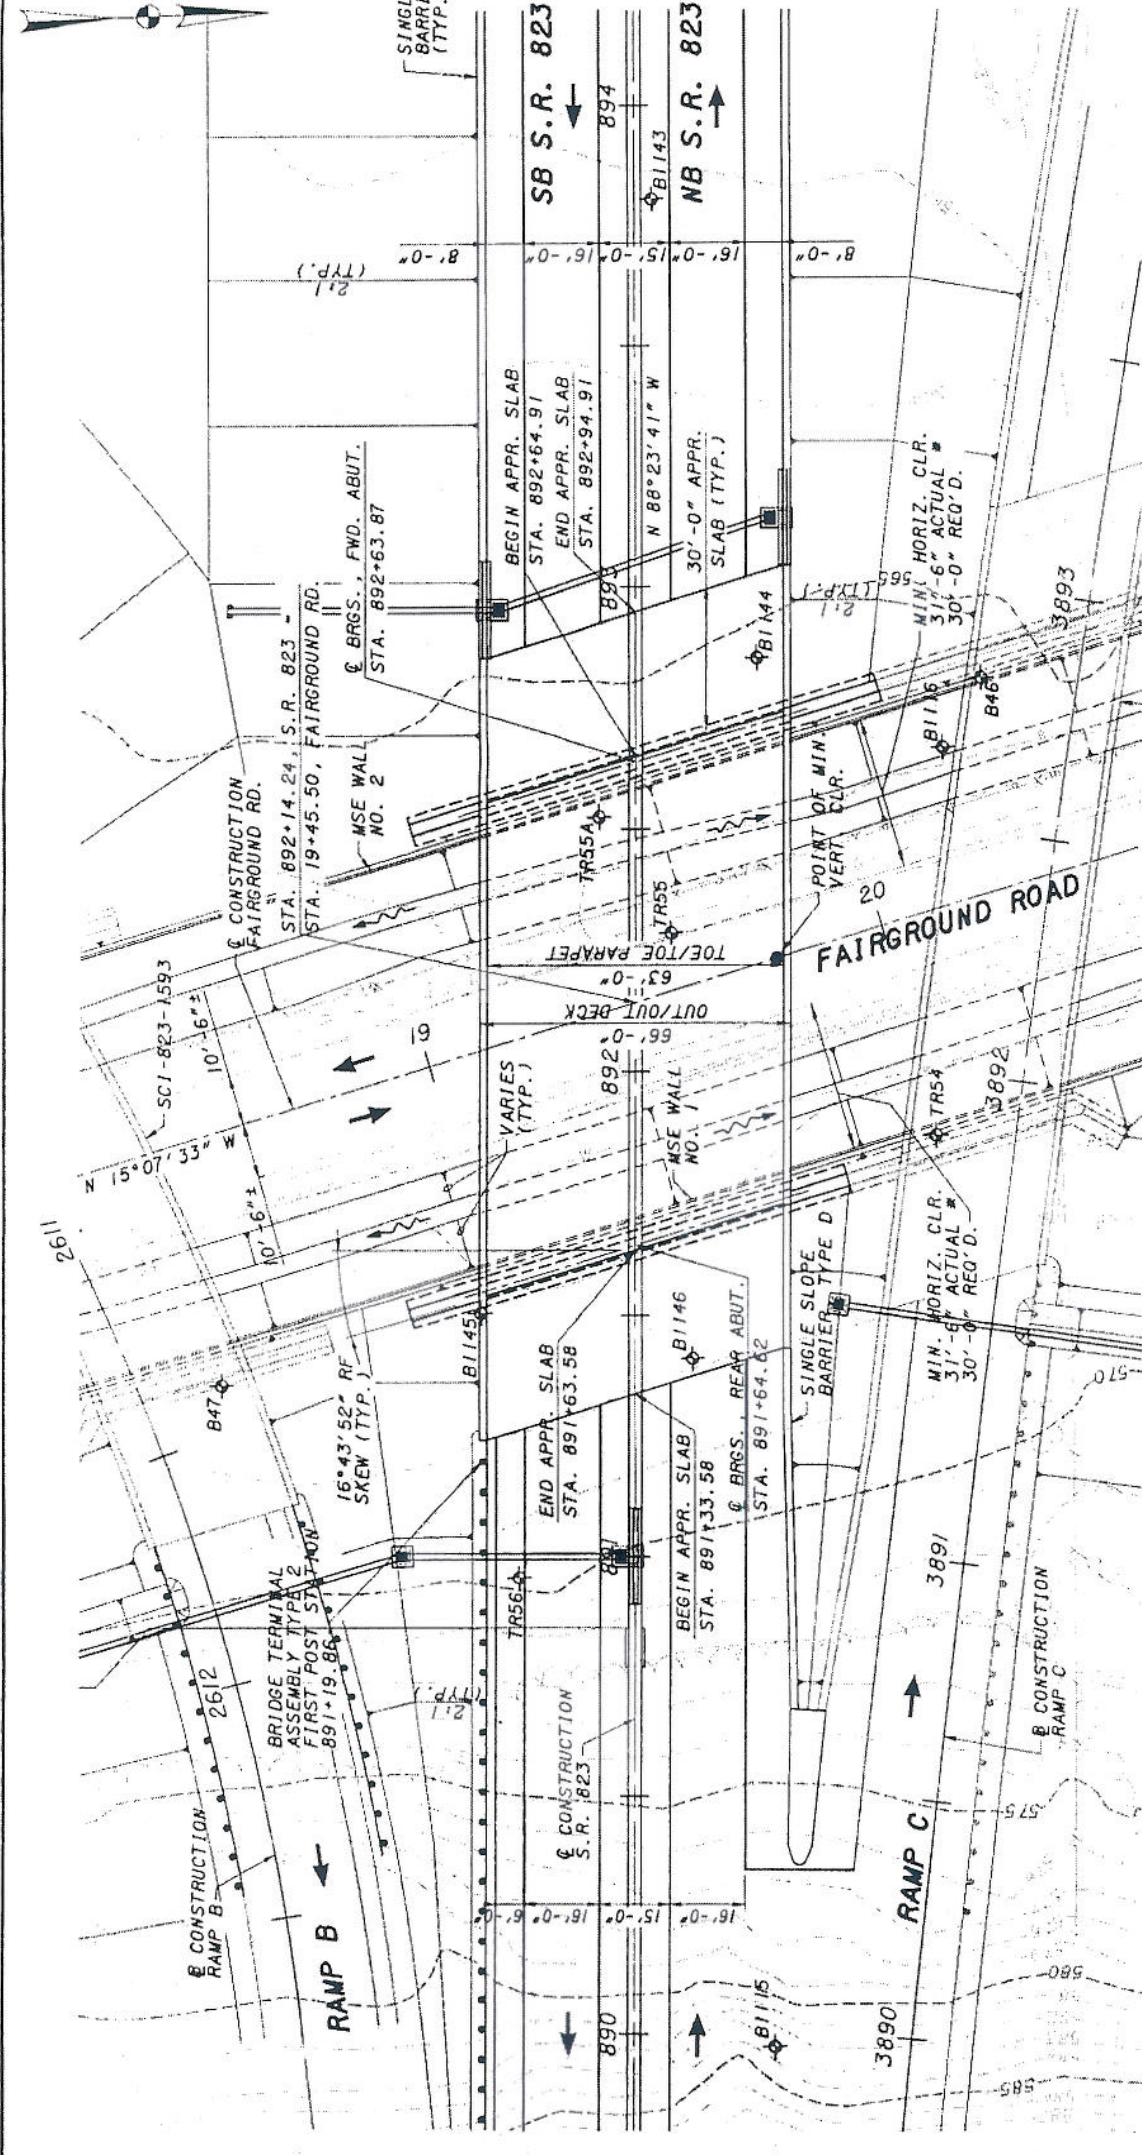 SINGL
BARRI
(TYP.
SB S.R. 823
894
B1143
NB S.R. 823
8'-0"
16'-0"
15'-0"
16'-0"
8'-0"
2:1
(TYP.)
BEGIN APPR. SLAB
STA. 892+64.91
END APPR. SLAB
STA. 892+94.91
N 88°23'41" W
30'-0" APPR.
SLAB (TYP.)
℄ BRGS., FWD. ABUT.
STA. 892+63.87
893
B1144
2:1
(TYP.)
565
MIN. HORIZ. CLR.
31'-6" ACTUAL *
30'-0" REQ'D.
3893
B1116
B46
℄ CONSTRUCTION
FAIRGROUND RD.
STA. 892+14.24, S.R. 823 =
STA. 19+45.50, FAIRGROUND RD.
MSE WALL
NO. 2
TR55A
TR55
POINT OF MIN
VERT. CLR.
20
FAIRGROUND ROAD
63'-0"
TOE/TOE PARAPET
66'-0"
OUT/OUT DECK
SCI-823-1593
10'-6"±
19
892
N 15°07'33" W
10'-6"±
VARIES
(TYP.)
MSE WALL
NO. 1
TR54
3892
2611
B47
16°43'52" RF
SKEW (TYP.)
B1145
B1146
END APPR. SLAB
STA. 891+63.58
BEGIN APPR. SLAB
STA. 891+33.58
℄ BRGS., REAR ABUT.
STA. 891+64.62
SINGLE SLOPE
BARRIER TYPE D
MIN. HORIZ. CLR.
31'-6" ACTUAL *
30'-0" REQ'D.
570
BRIDGE TERMINAL
ASSEMBLY TYPE 2
FIRST POST STATION
891+19.86
TR56
891
3891
2612
2:1
(TYP.)
℄ CONSTRUCTION
S.R. 823
B CONSTRUCTION
RAMP C
575
B CONSTRUCTION
RAMP B
RAMP B
6'-0"
16'-0"
15'-0"
16'-0"
RAMP C
890
B1115
3890
580
585